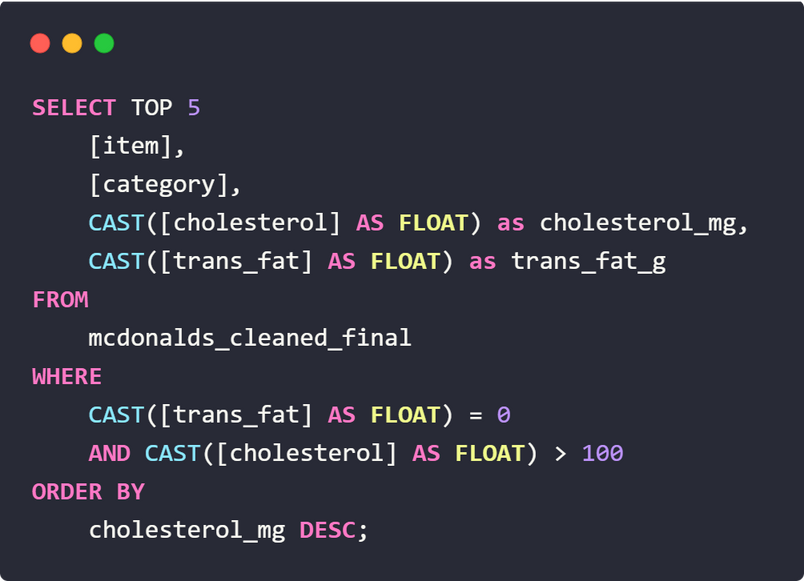 SELECT TOP 5
    [item],
    [category],
    CAST([cholesterol] AS FLOAT) as cholesterol_mg,
    CAST([trans_fat] AS FLOAT) as trans_fat_g
FROM
    mcdonalds_cleaned_final
WHERE
    CAST([trans_fat] AS FLOAT) = 0
    AND CAST([cholesterol] AS FLOAT) > 100
ORDER BY
    cholesterol_mg DESC;